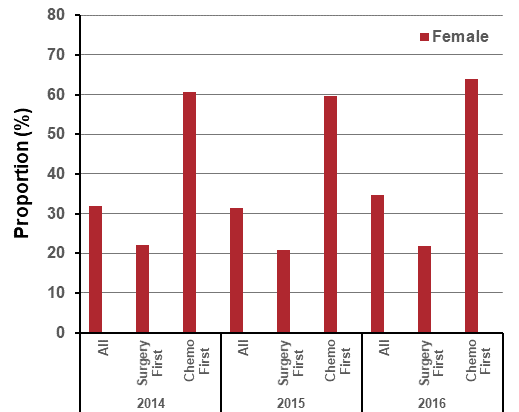 Proportion (%)
80
70
60
50
40
30
20
10
0
Female
All
Surgery
First
Chemo
First
All
Surgery
First
Chemo
First
All
Surgery
First
Chemo
First
2014
2015
2016